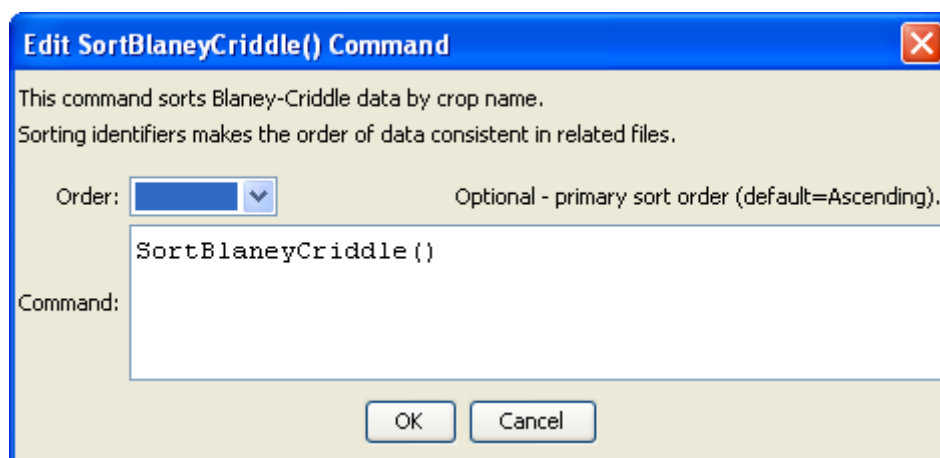 Edit SortBlaneyCriddle() Command
This command sorts Blaney-Criddle data by crop name.
Sorting identifiers makes the order of data consistent in related files.
Order: Optional - primary sort order (default=Ascending).
SortBlaneyCriddle()
Command:
OK Cancel